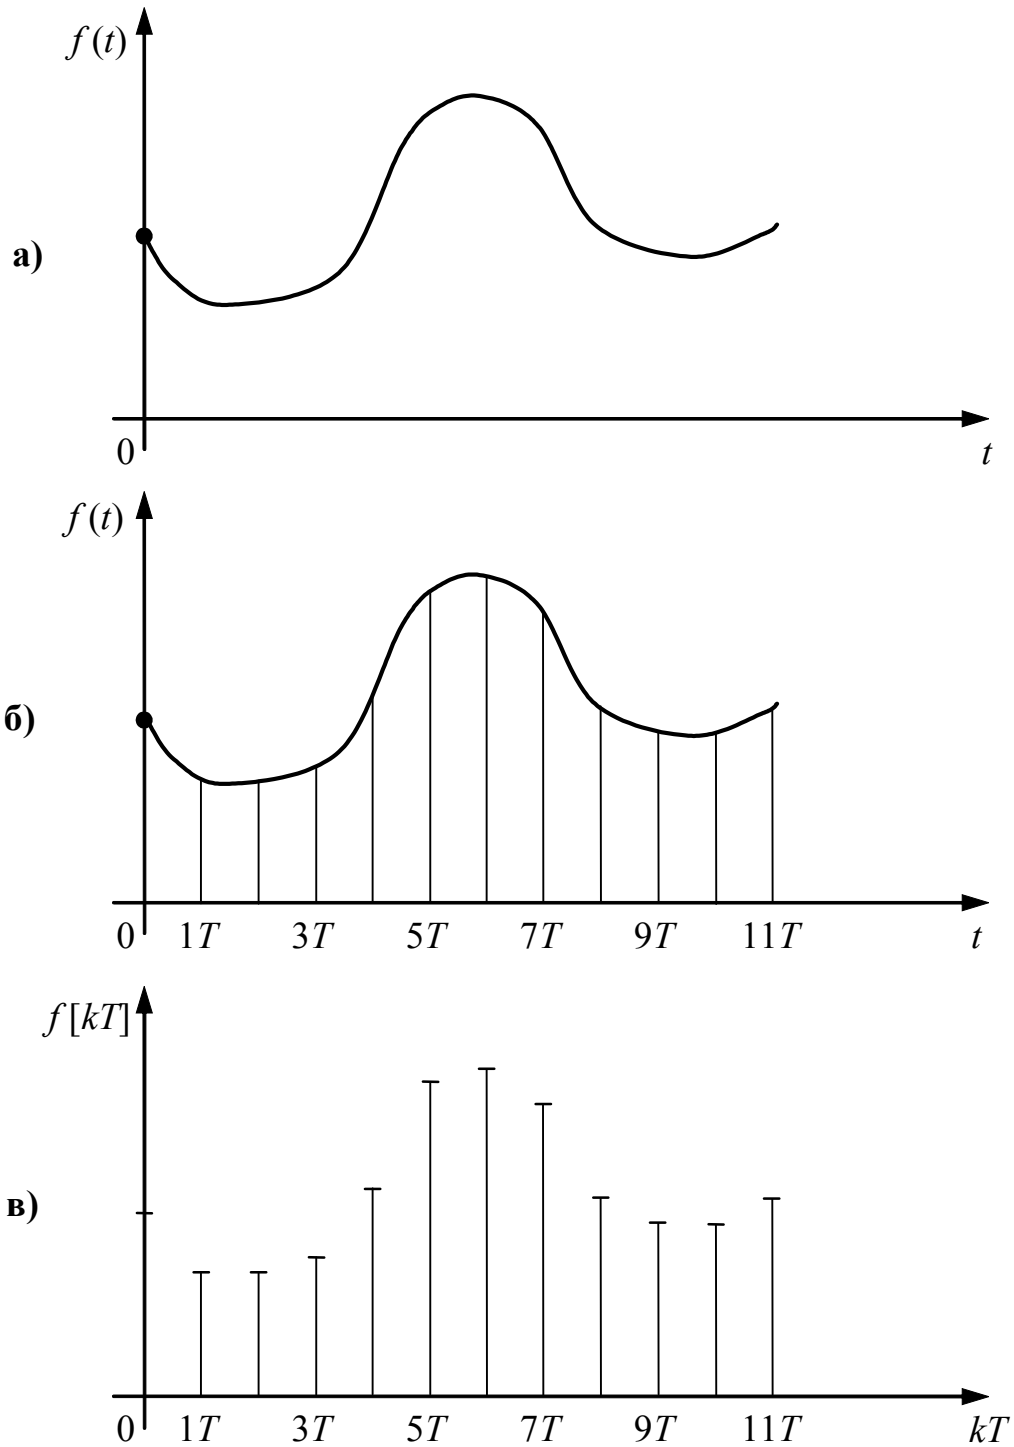 f(t)
а)
0 t
f(t)
б)
0 1T 3T 5T 7T 9T 11T t
f[kT]
в)
0 1T 3T 5T 7T 9T 11T kT